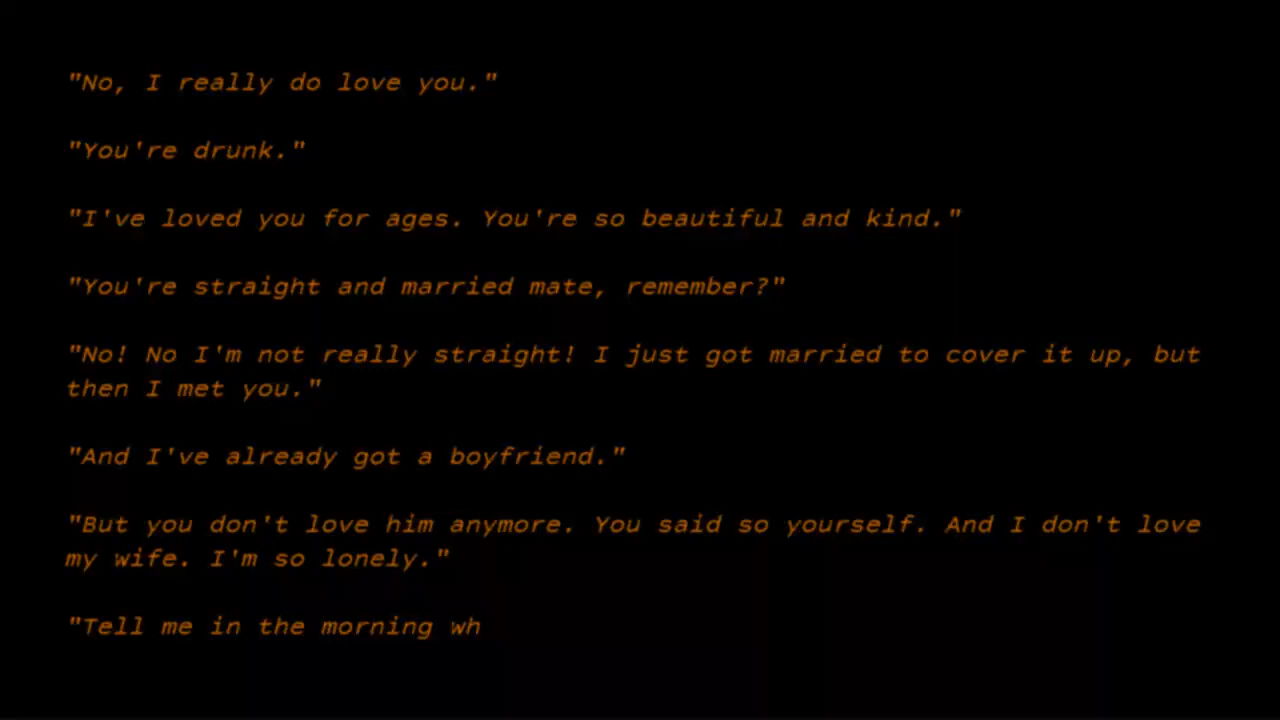 "No, I really do love you."
"You're drunk."
"I've loved you for ages. You're so beautiful and kind."
"You're straight and married mate, remember?"
"No! No I'm not really straight! I just got married to cover it up, but
then I met you."
"And I've already got a boyfriend."
"But you don't love him anymore. You said so yourself. And I don't love
my wife. I'm so lonely."
"Tell me in the morning wh